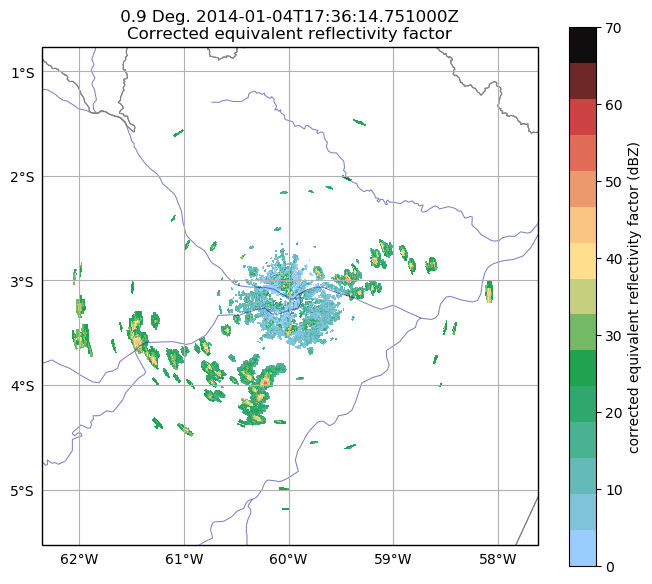 0.9 Deg. 2014-01-04T17:36:14.751000Z
Corrected equivalent reflectivity factor
1°S
2°S
3°S
4°S
5°S
62°W
61°W
60°W
59°W
58°W
70
60
50
40
30
20
10
0
corrected equivalent reflectivity factor (dBZ)